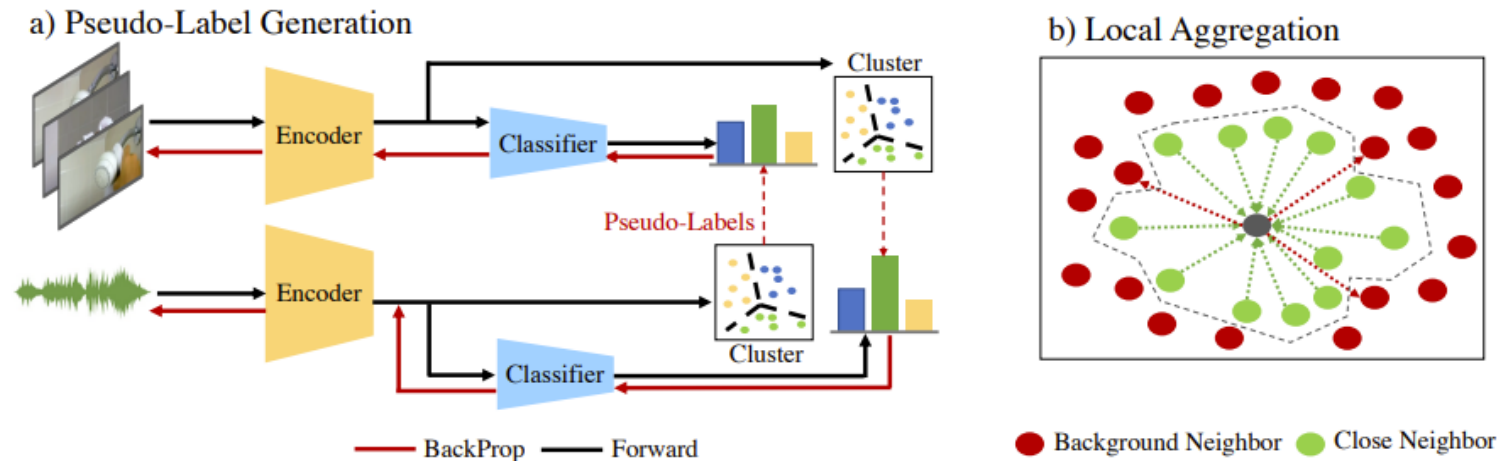 a) Pseudo-Label Generation
b) Local Aggregation
Cluster
Encoder
Classifier
Pseudo-Labels
Encoder
Cluster
Classifier
BackProp
Forward
Background Neighbor
Close Neighbor